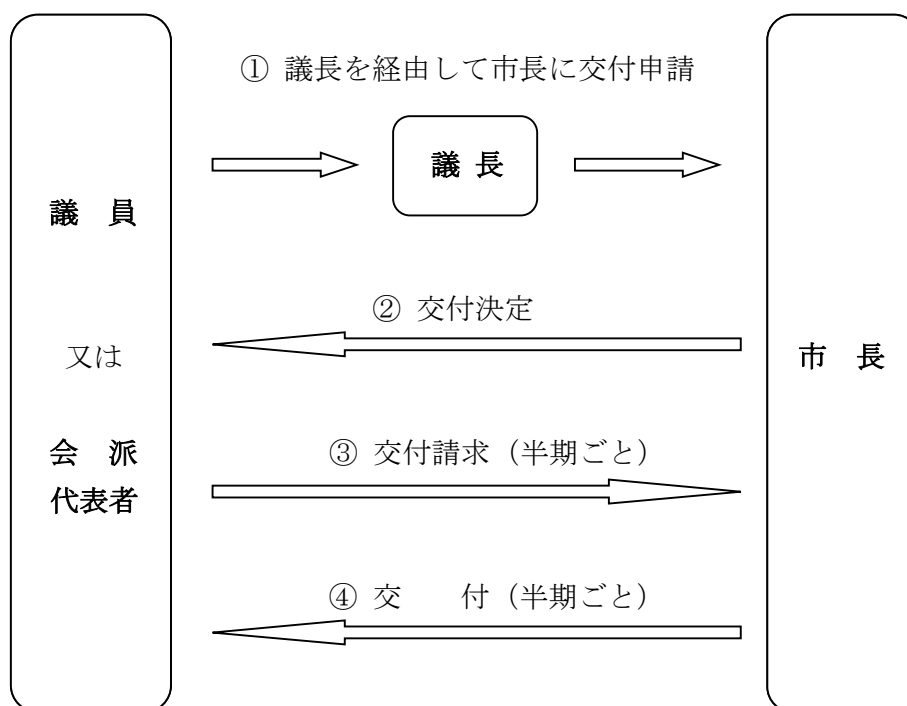 ① 議長を経由して市長に交付申請
議 長
議　員
又は
会　派
代表者
② 交付決定
市　長
③ 交付請求（半期ごと）
④ 交　　付（半期ごと）